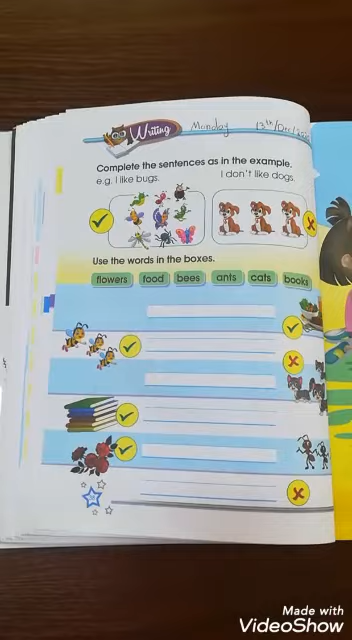 Writing Monday 13th/Dec/
Complete the sentences as in the example.
e.g. I like bugs. I don't like dogs.
Use the words in the boxes.
flowers food bees ants cats books
Made with
VideoShow